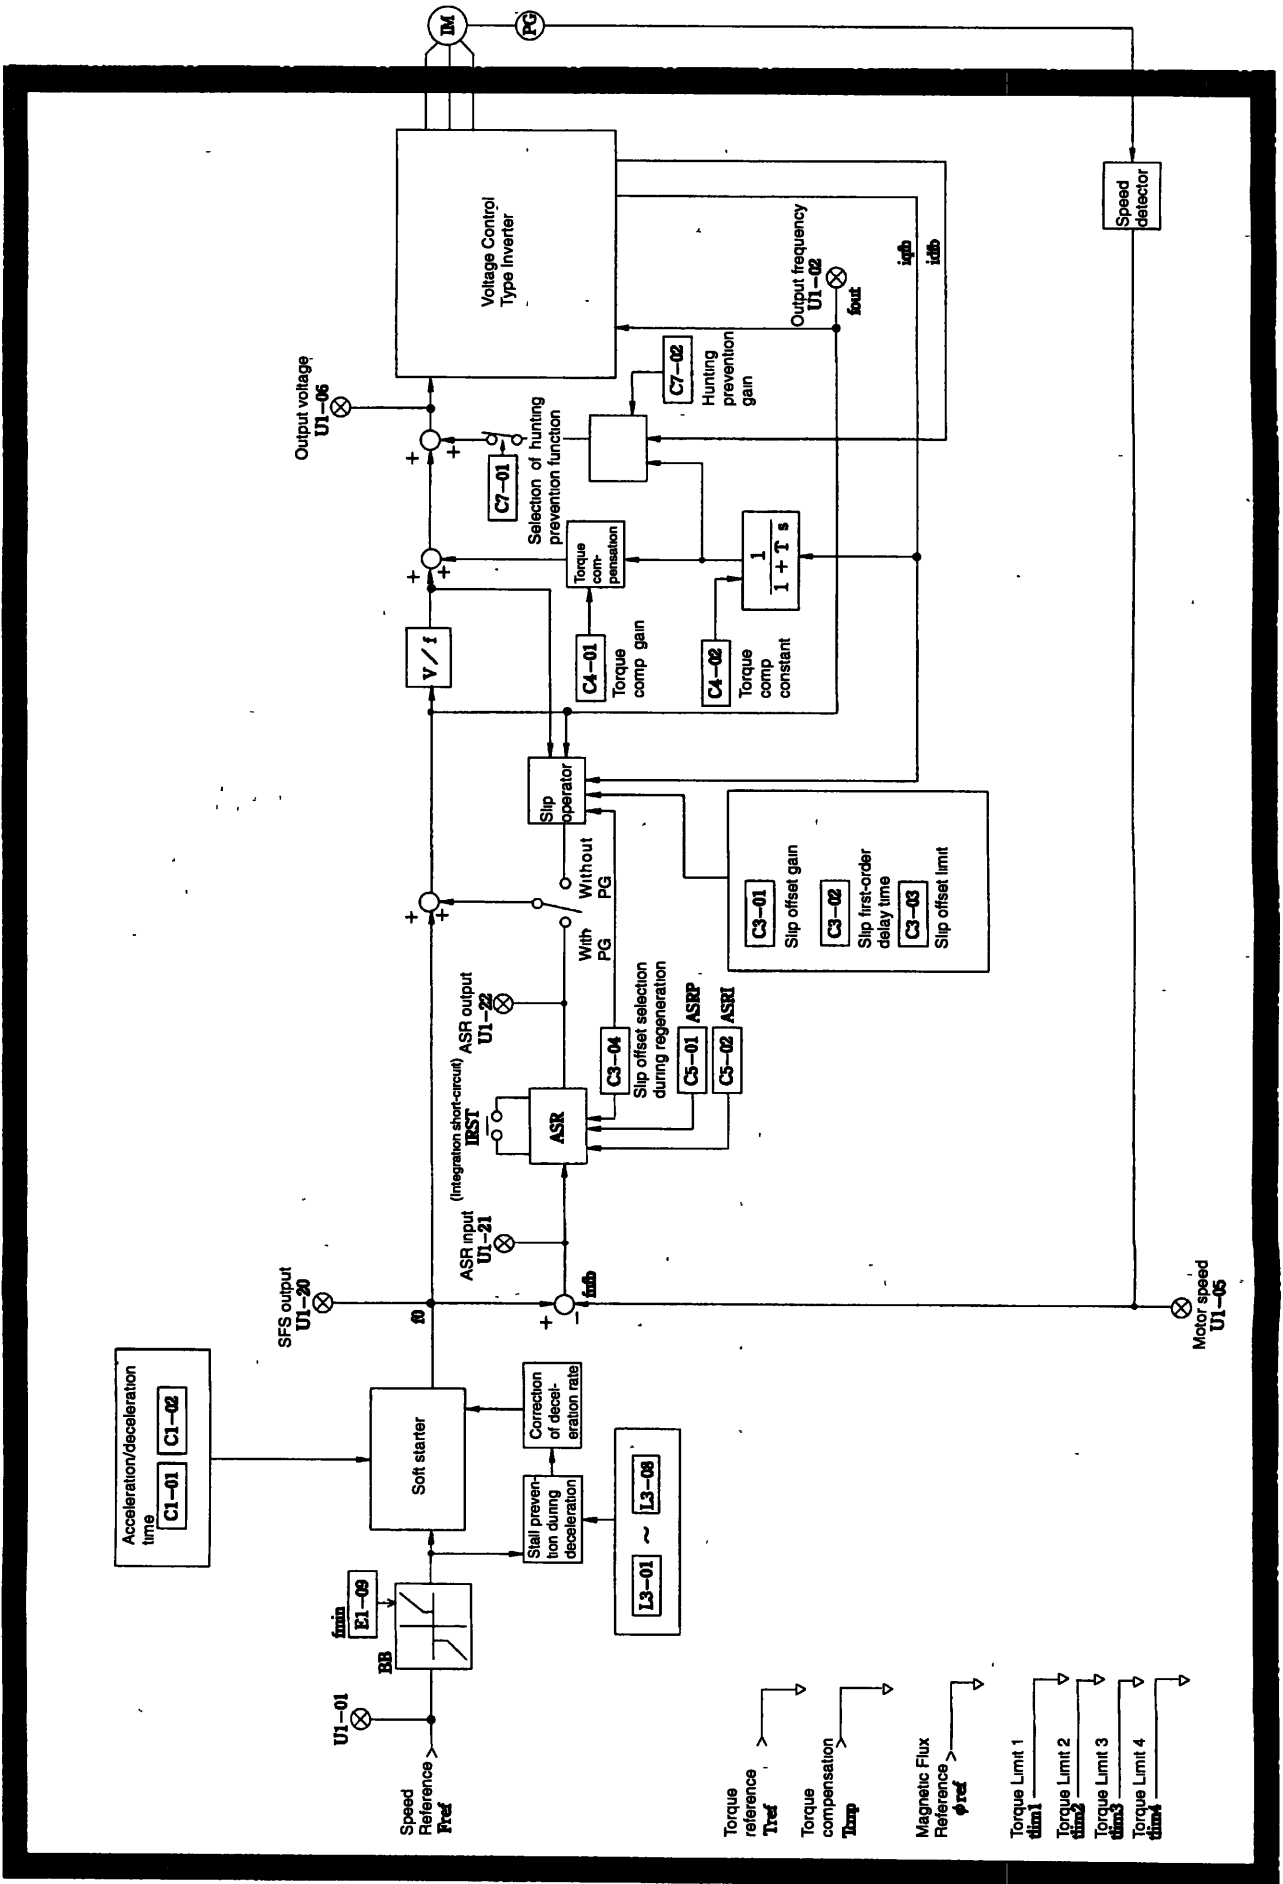 IM
PG
Voltage Control
Type Inverter
Speed
detector
Output voltage
U1-06
Output frequency
U1-02
fout
iqfb
idfb
C7-02
Hunting
prevention
gain
C7-01
Selection of hunting
prevention function
+
+
+
+
Torque
com-
pensation
1
1 + T s
C4-01
Torque
comp gain
C4-02
Torque
comp
constant
V / f
Slip
operator
Without
PG
With
PG
+
+
C3-01
Slip offset gain
C3-02
Slip first-order
delay time
C3-03
Slip offset limit
ASR output
U1-22
(Integration short-circuit)
IRST
ASR
C3-04
Slip offset selection
during regeneration
C5-01
ASRP
C5-02
ASRI
ASR input
U1-21
SFS output
U1-20
f0
+
-
fmfb
Motor speed
U1-05
Acceleration/deceleration
time
C1-01
C1-02
Soft starter
Correction
of decel-
eration rate
Stall preven-
tion during
deceleration
L3-01 ~ L3-08
fmin
E1-09
BB
U1-01
Speed
Reference
Fref
Torque
reference
Tref
Torque
compensation
Tcmp
Magnetic Flux
Reference
φ ref
Torque Limit 1
tlim1
Torque Limit 2
tlim2
Torque Limit 3
tlim3
Torque Limit 4
tlim4